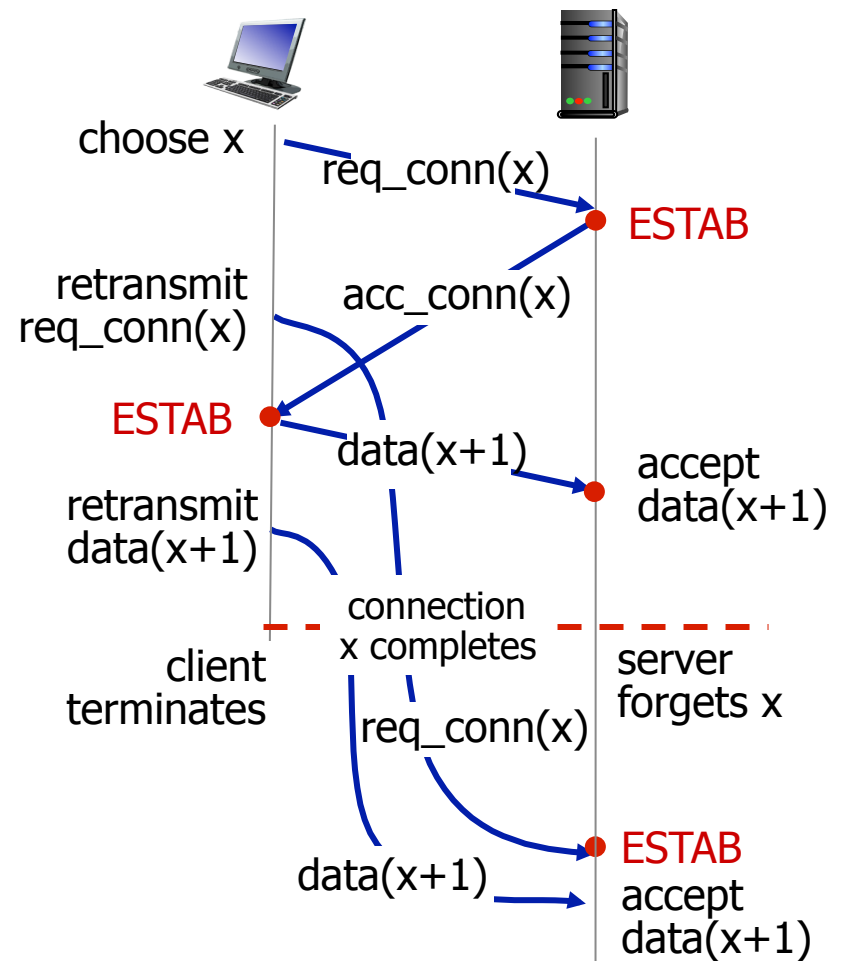 choose x
req_conn(x)
ESTAB
retransmit
req_conn(x)
acc_conn(x)
ESTAB
data(x+1)
accept
data(x+1)
retransmit
data(x+1)
connection
x completes
client
terminates
server
forgets x
req_conn(x)
ESTAB
data(x+1)
accept
data(x+1)